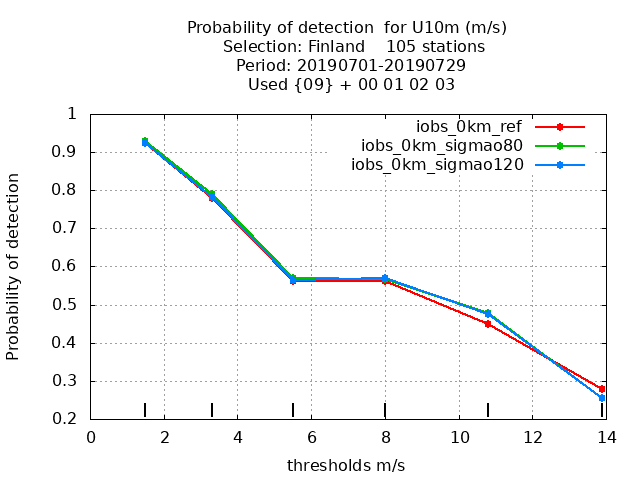 Probability of detection  for U10m (m/s)
Selection: Finland    105 stations
Period: 20190701-20190729
Used {09} + 00 01 02 03
iobs_0km_ref
iobs_0km_sigmao80
iobs_0km_sigmao120
Probability of detection
1
0.9
0.8
0.7
0.6
0.5
0.4
0.3
0.2
0 2 4 6 8 10 12 14
thresholds m/s